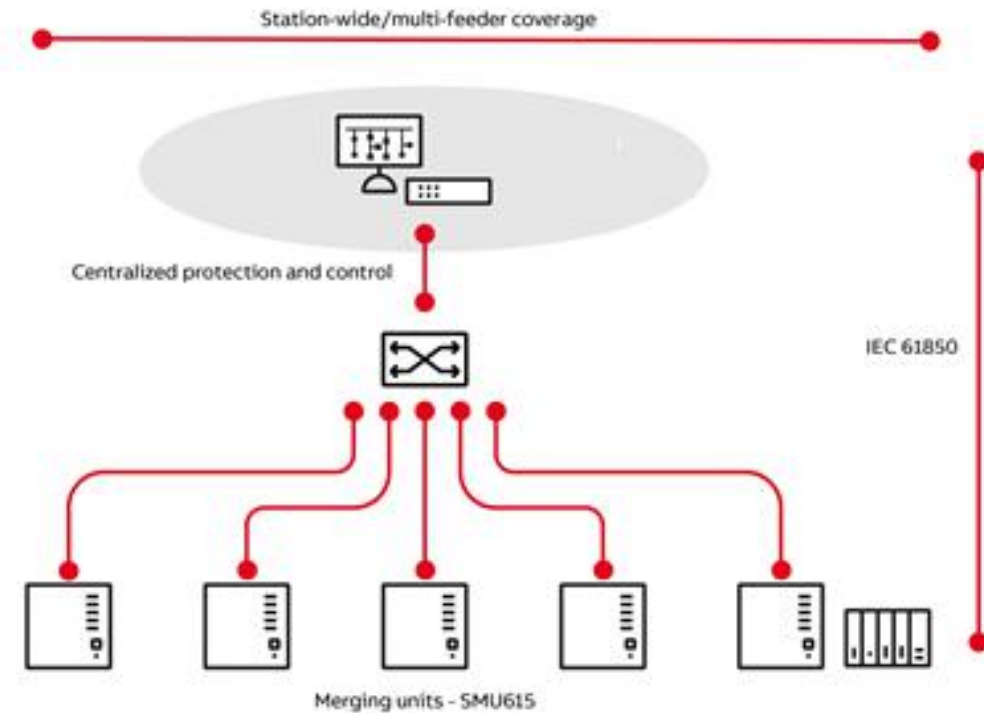 Station-wide/multi-feeder coverage
Centralized protection and control
IEC 61850
Merging units - SMU615